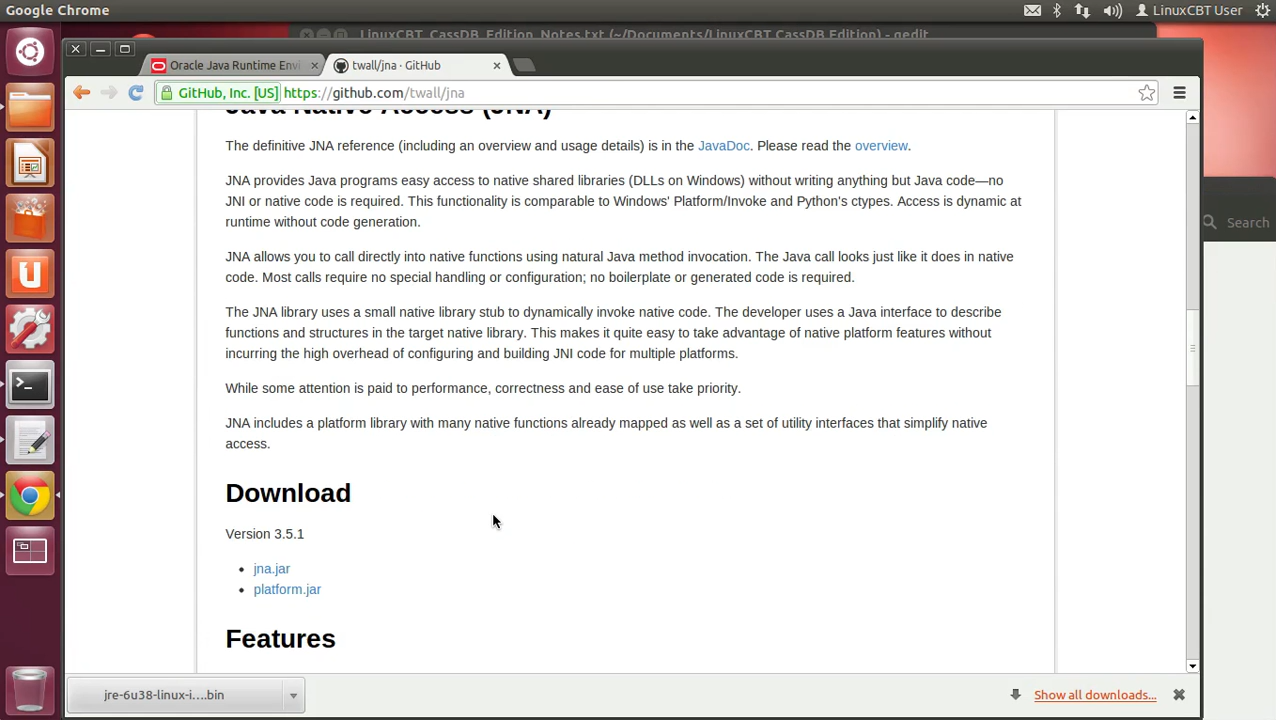 Google Chrome
LinuxCBT User
LinuxCBT_CassDB_Edition_Notes.txt (~/Documents/LinuxCBT CassDB Edition) - gedit
Oracle Java Runtime Envi
twall/jna · GitHub
GitHub, Inc. [US] https://github.com/twall/jna
Java Native Access (JNA)
The definitive JNA reference (including an overview and usage details) is in the JavaDoc. Please read the overview.
JNA provides Java programs easy access to native shared libraries (DLLs on Windows) without writing anything but Java code—no
JNI or native code is required. This functionality is comparable to Windows' Platform/Invoke and Python's ctypes. Access is dynamic at
runtime without code generation.
Search
JNA allows you to call directly into native functions using natural Java method invocation. The Java call looks just like it does in native
code. Most calls require no special handling or configuration; no boilerplate or generated code is required.
The JNA library uses a small native library stub to dynamically invoke native code. The developer uses a Java interface to describe
functions and structures in the target native library. This makes it quite easy to take advantage of native platform features without
incurring the high overhead of configuring and building JNI code for multiple platforms.
While some attention is paid to performance, correctness and ease of use take priority.
JNA includes a platform library with many native functions already mapped as well as a set of utility interfaces that simplify native
access.
Download
Version 3.5.1
• jna.jar
• platform.jar
Features
jre-6u38-linux-i....bin
Show all downloads...